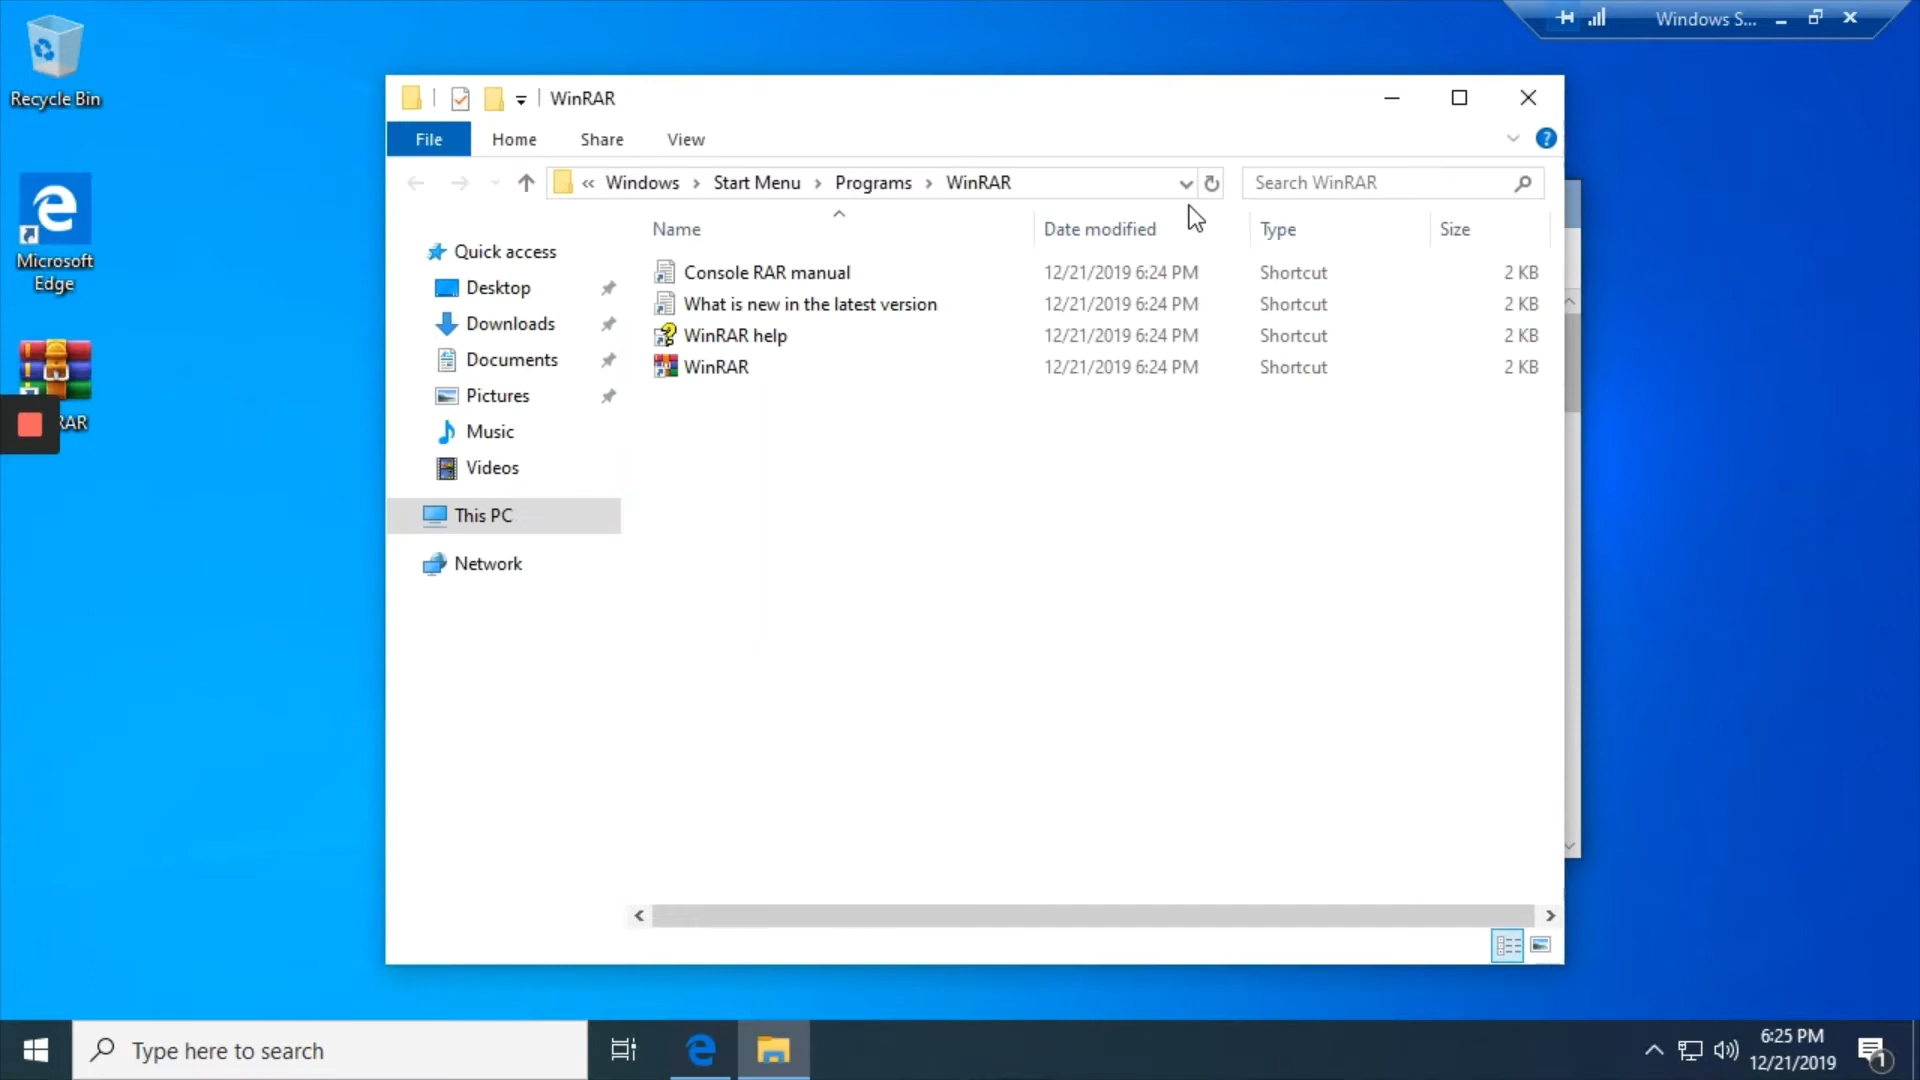 Recycle Bin
Windows S...
WinRAR
File
Home
Share
View
?
« Windows › Start Menu › Programs › WinRAR
Search WinRAR
Name
Date modified
Type
Size
Microsoft
Edge
Quick access
Desktop
Downloads
Documents
Pictures
Music
Videos
This PC
Network
Console RAR manual 12/21/2019 6:24 PM Shortcut 2 KB
What is new in the latest version 12/21/2019 6:24 PM Shortcut 2 KB
WinRAR help 12/21/2019 6:24 PM Shortcut 2 KB
WinRAR 12/21/2019 6:24 PM Shortcut 2 KB
RAR
Type here to search
6:25 PM
12/21/2019
1